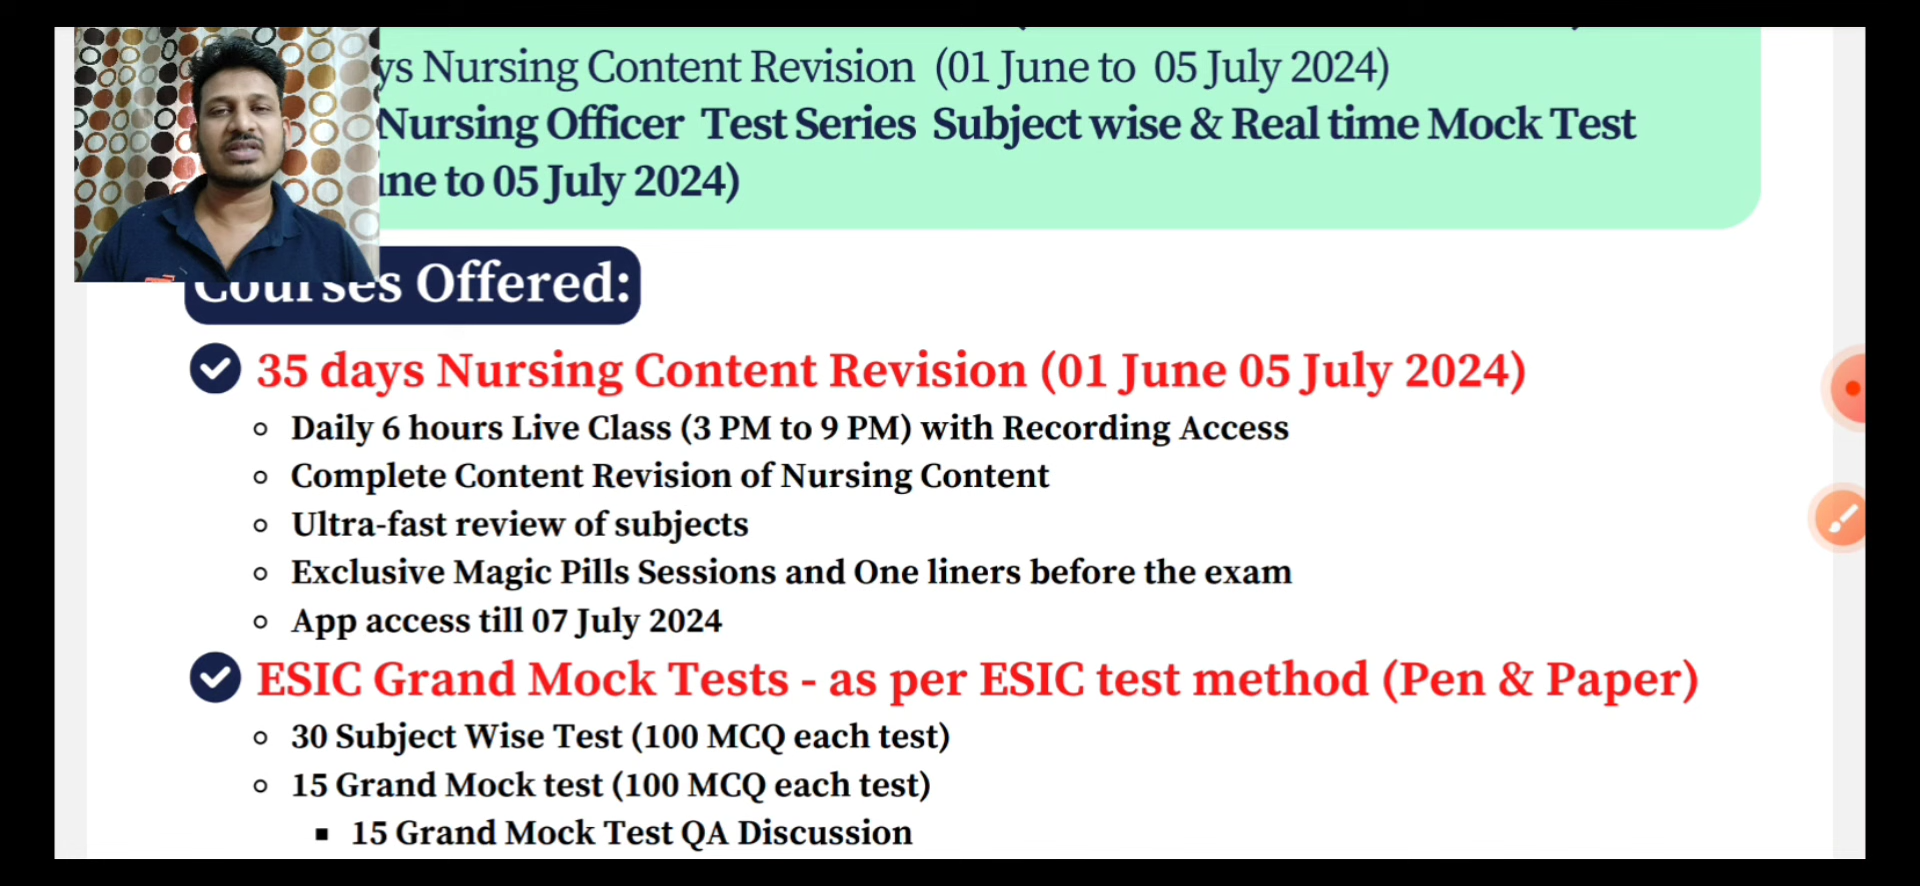 ys Nursing Content Revision (01 June to 05 July 2024)
Nursing Officer Test Series Subject wise & Real time Mock Test
to 05 July 2024)
Courses Offered:
35 days Nursing Content Revision (01 June 05 July 2024)
Daily 6 hours Live Class (3 PM to 9 PM) with Recording Access
Complete Content Revision of Nursing Content
Ultra-fast review of subjects
Exclusive Magic Pills Sessions and One liners before the exam
App access till 07 July 2024
ESIC Grand Mock Tests - as per ESIC test method (Pen & Paper)
30 Subject Wise Test (100 MCQ each test)
15 Grand Mock test (100 MCQ each test)
15 Grand Mock Test QA Discussion